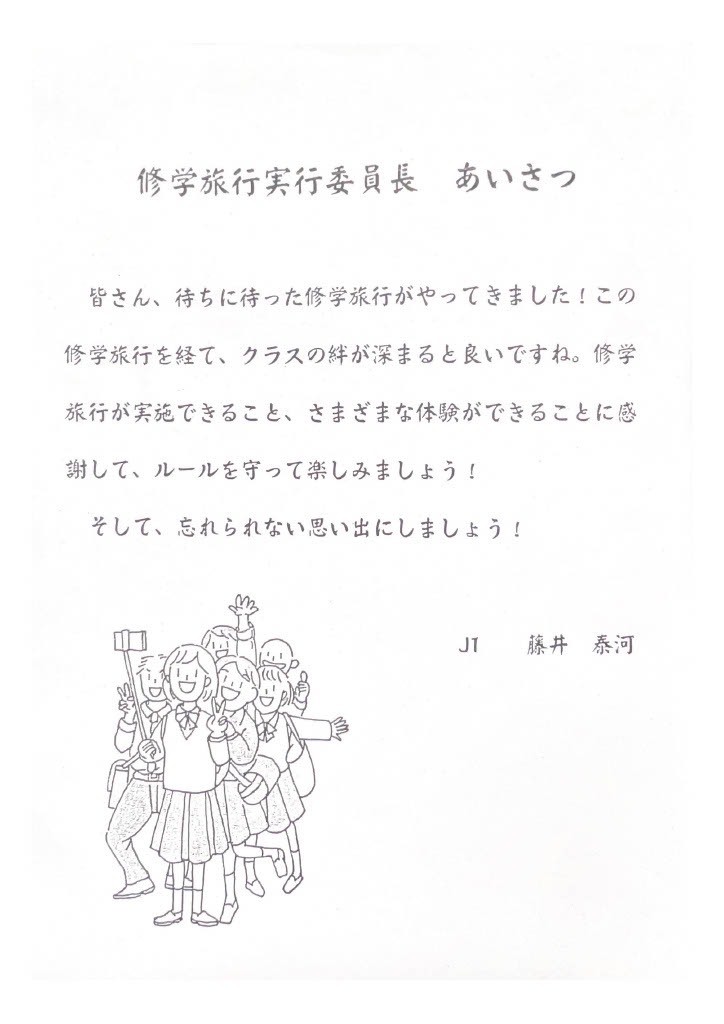 修学旅行実行委員長　あいさつ
皆さん、待ちに待った修学旅行がやってきました！この
修学旅行を経て、クラスの絆が深まると良いですね。修学
旅行が実施できること、さまざまな体験ができることに感
謝して、ルールを守って楽しみましょう！
そして、忘れられない思い出にしましょう！
J1　藤井　泰河